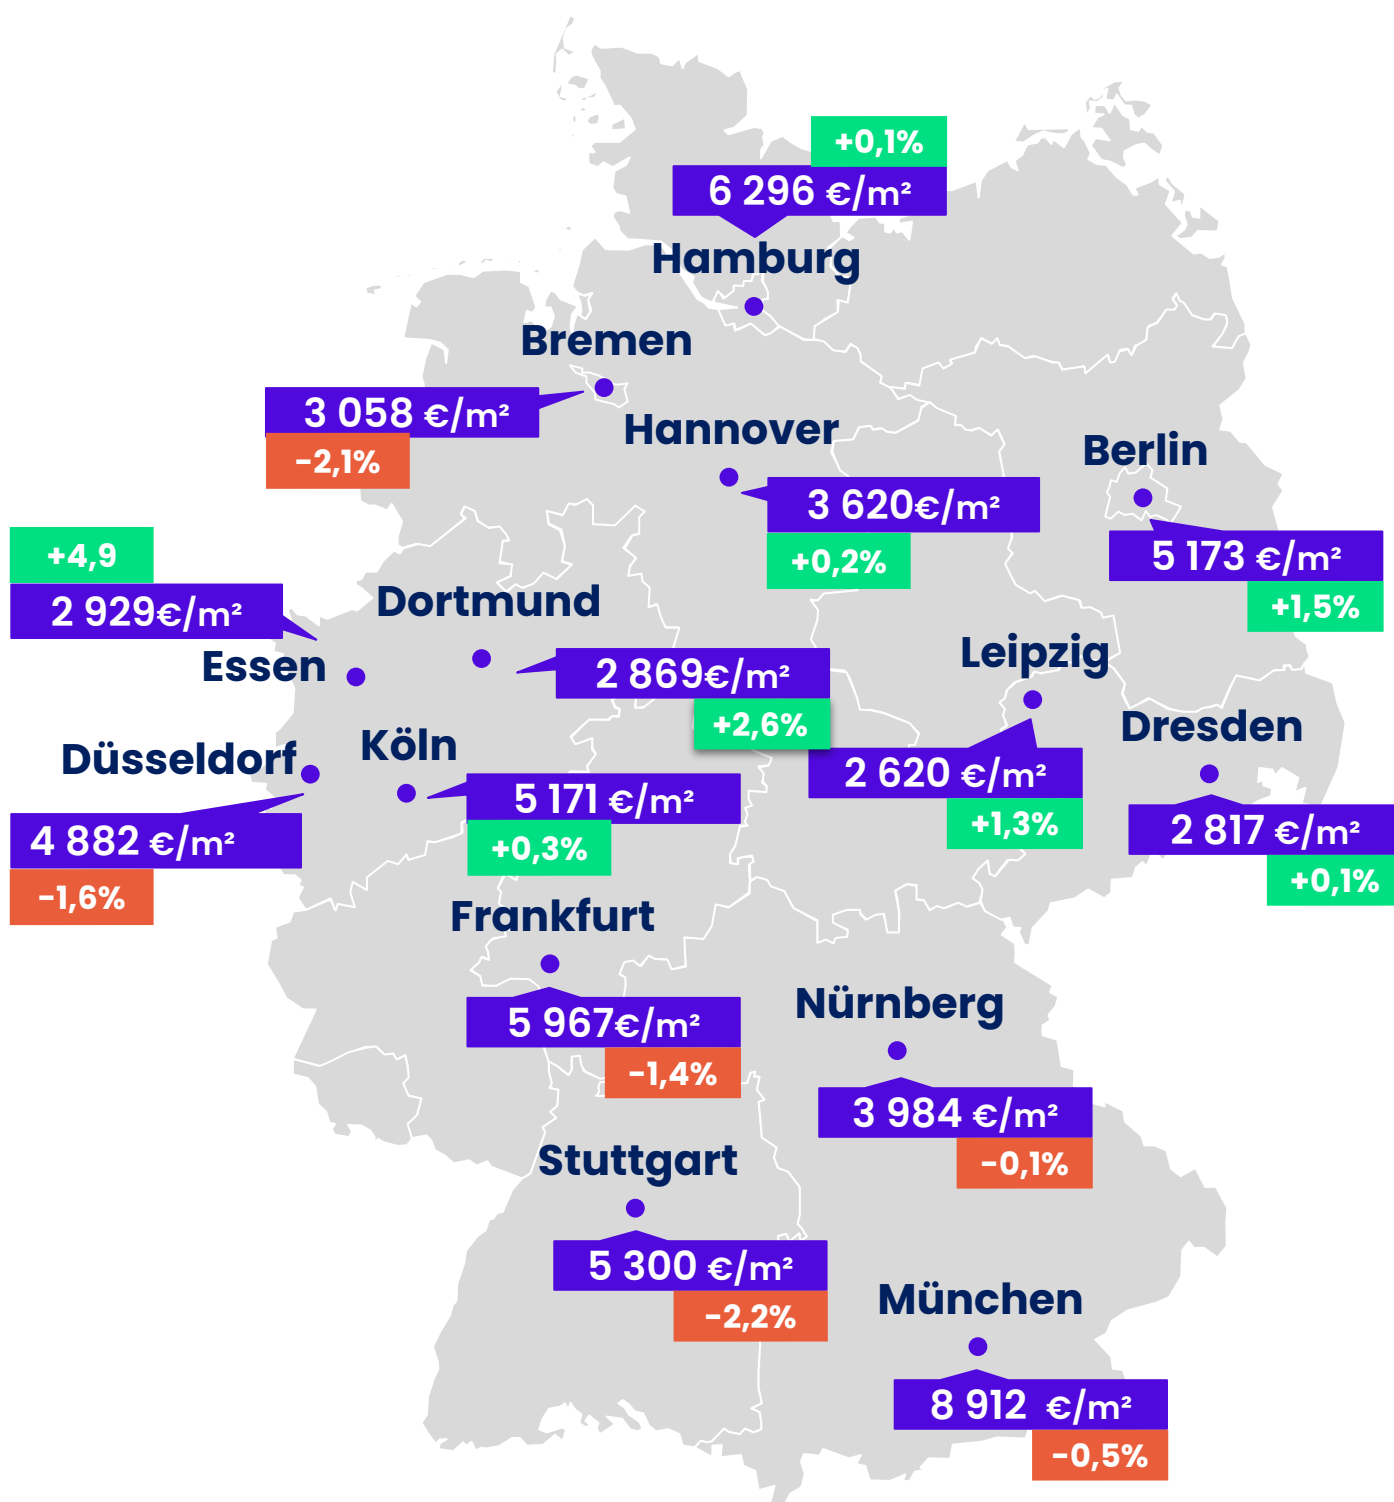 +0,1%
6 296 €/m²
Hamburg
Bremen
3 058 €/m²
-2,1%
Hannover
3 620€/m²
+0,2%
Berlin
5 173 €/m²
+1,5%
+4,9
2 929€/m²
Essen
Dortmund
2 869€/m²
+2,6%
Leipzig
2 620 €/m²
+1,3%
Dresden
2 817 €/m²
+0,1%
Düsseldorf
4 882 €/m²
-1,6%
Köln
5 171 €/m²
+0,3%
Frankfurt
5 967€/m²
-1,4%
Nürnberg
3 984 €/m²
-0,1%
Stuttgart
5 300 €/m²
-2,2%
München
8 912 €/m²
-0,5%